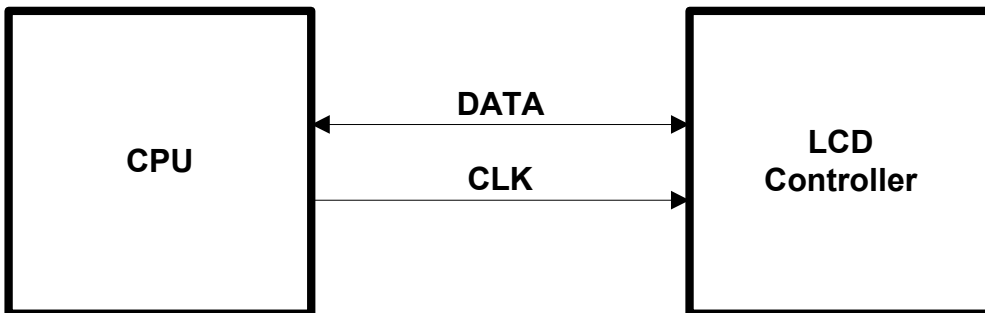 DATA
CPU
CLK
LCD
Controller